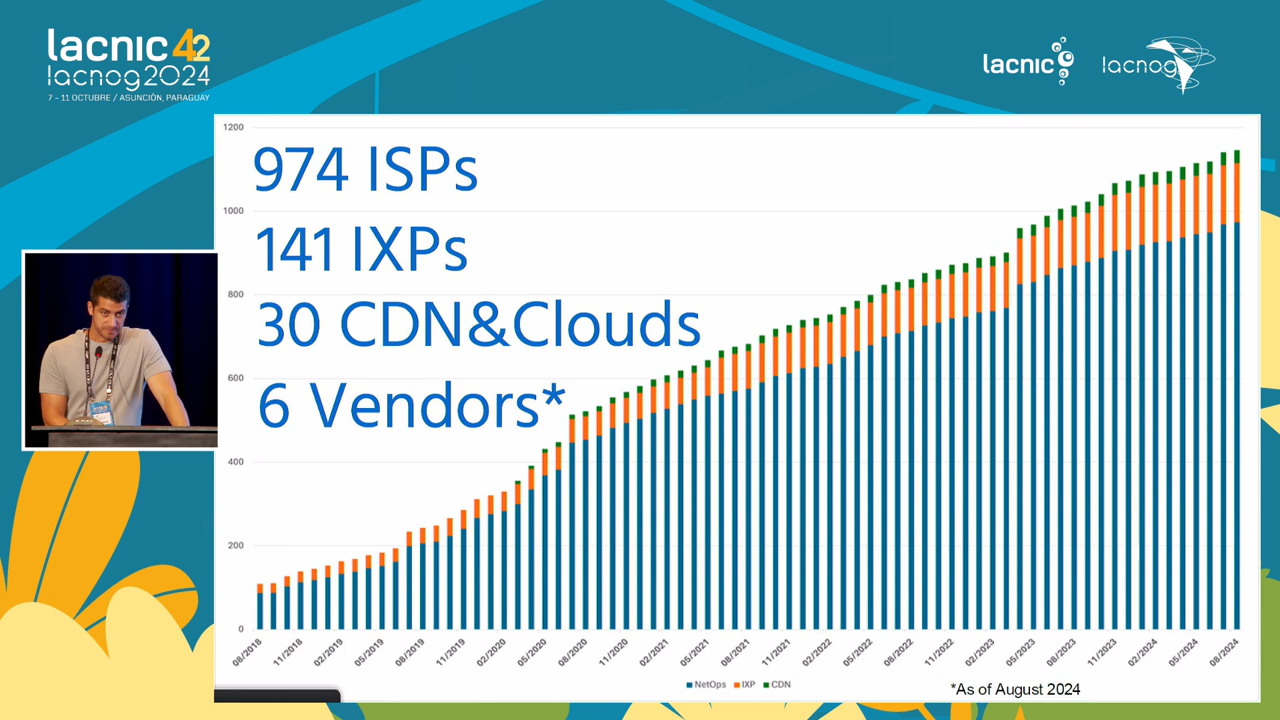 lacnic 42
lacnog2024
7 - 11 OCTUBRE / ASUNCIÓN, PARAGUAY
lacnic
lacnog
974 ISPs
141 IXPs
30 CDN&Clouds
6 Vendors*
1200
1000
800
600
400
200
0
08/2018
11/2018
02/2019
05/2019
08/2019
11/2019
02/2020
05/2020
08/2020
11/2020
02/2021
05/2021
08/2021
11/2021
02/2022
05/2022
08/2022
11/2022
02/2023
05/2023
08/2023
11/2023
02/2024
05/2024
08/2024
NetOps IXP CDN
*As of August 2024